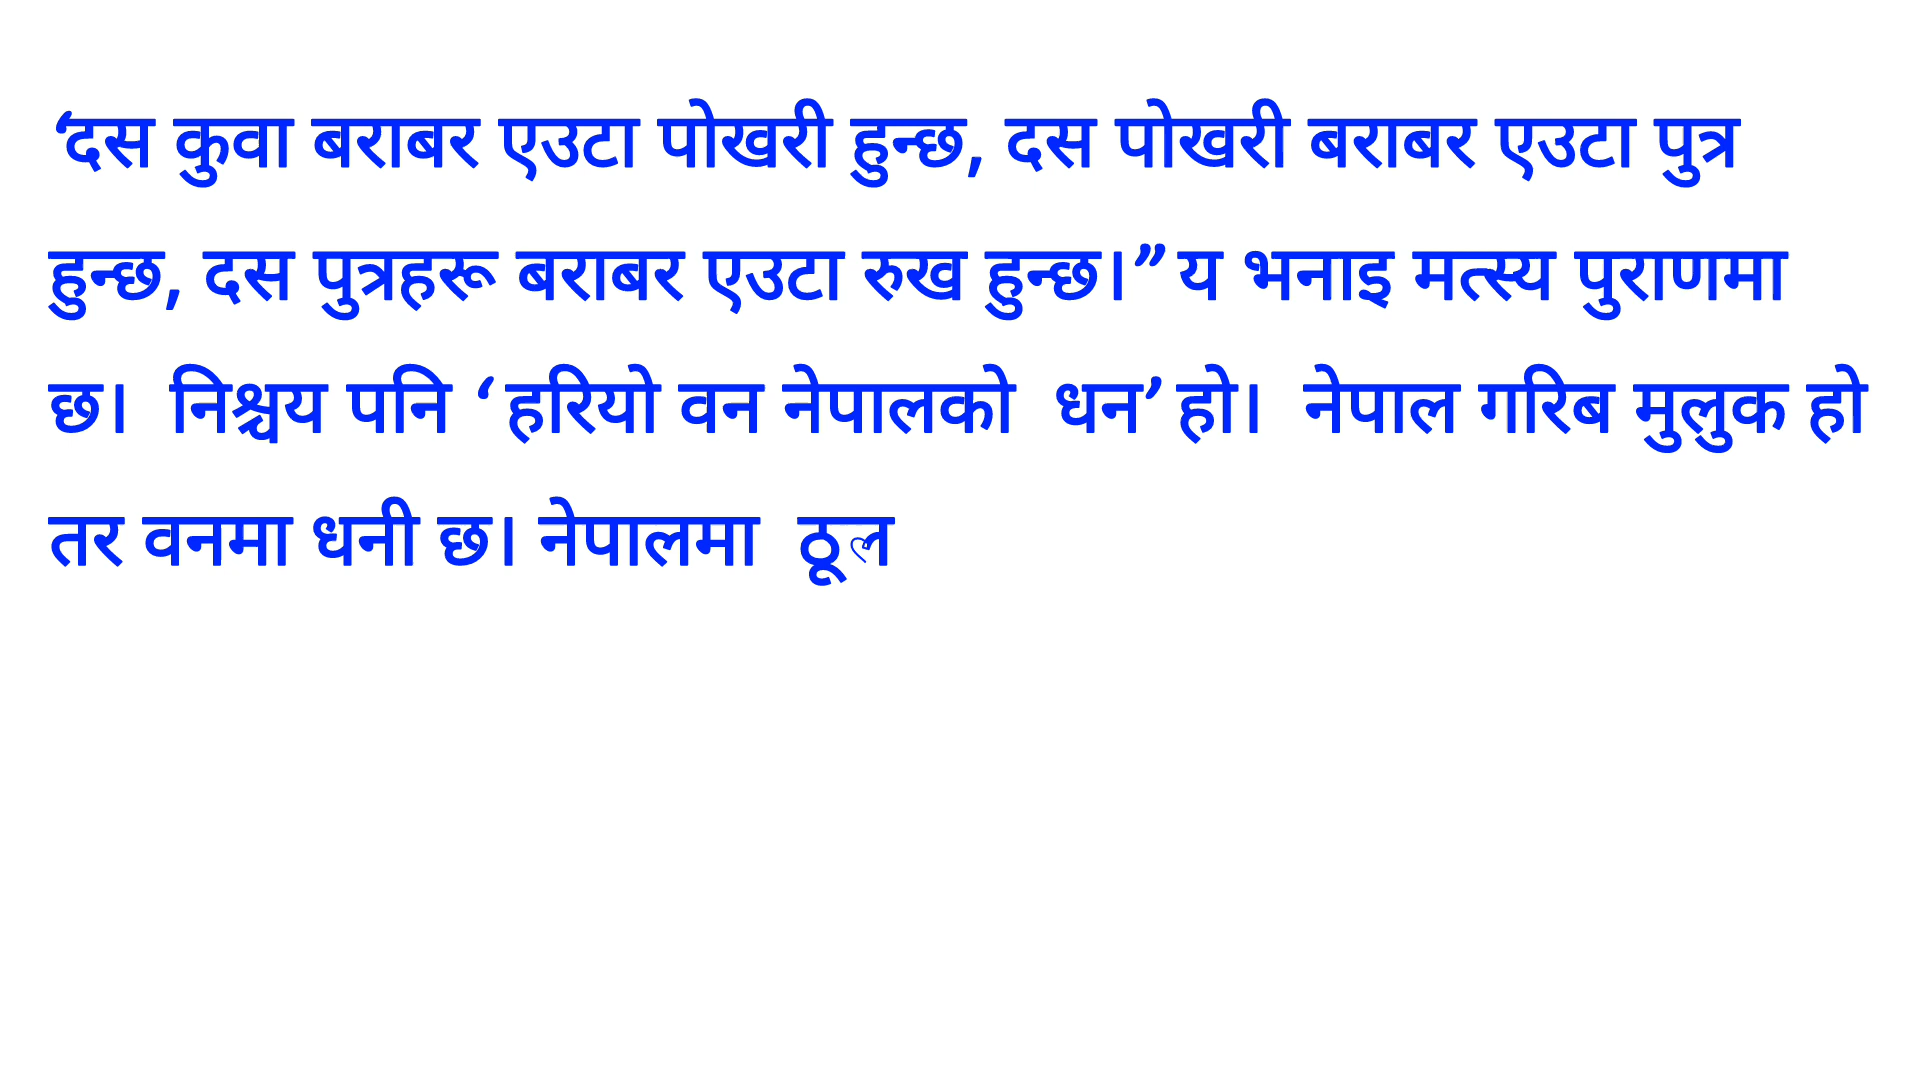 ‘दस कुवा बराबर एउटा पोखरी हुन्छ, दस पोखरी बराबर एउटा पुत्र
हुन्छ, दस पुत्रहरू बराबर एउटा रुख हुन्छ।” य भनाइ मत्स्य पुराणमा
छ। निश्चय पनि ‘ हरियो वन नेपालको धन’ हो। नेपाल गरिब मुलुक हो
तर वनमा धनी छ। नेपालमा